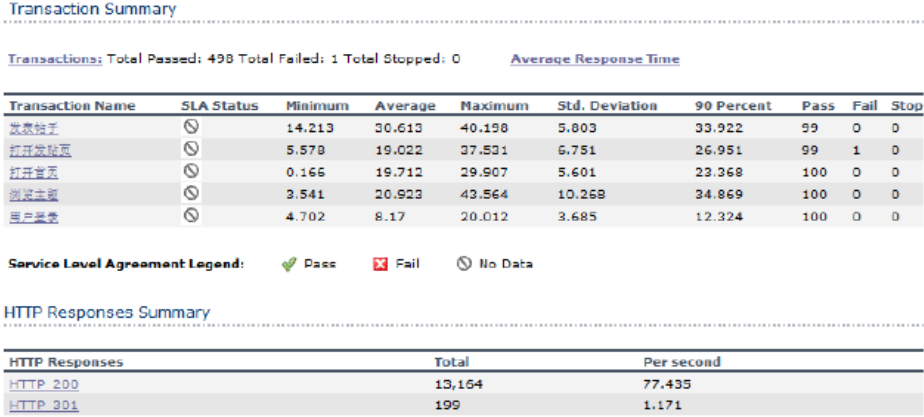 Transaction Summary
Transactions: Total Passed: 498 Total Failed: 1 Total Stopped: 0 Average Response Time
Transaction Name SLA Status Minimum Average Maximum Std. Deviation 90 Percent Pass Fail Stop
发表帖子 14.213 30.613 40.198 5.803 33.922 99 0 0
打开发帖页 5.578 19.022 37.531 6.751 26.951 99 1 0
打开首页 0.166 19.712 29.907 5.601 23.368 100 0 0
浏览主题 3.541 20.923 43.564 10.268 34.869 100 0 0
用户登录 4.702 8.17 20.012 3.685 12.324 100 0 0
Service Level Agreement Legend: Pass Fail No Data
HTTP Responses Summary
HTTP Responses Total Per second
HTTP_200 13,164 77.435
HTTP_301 199 1.171